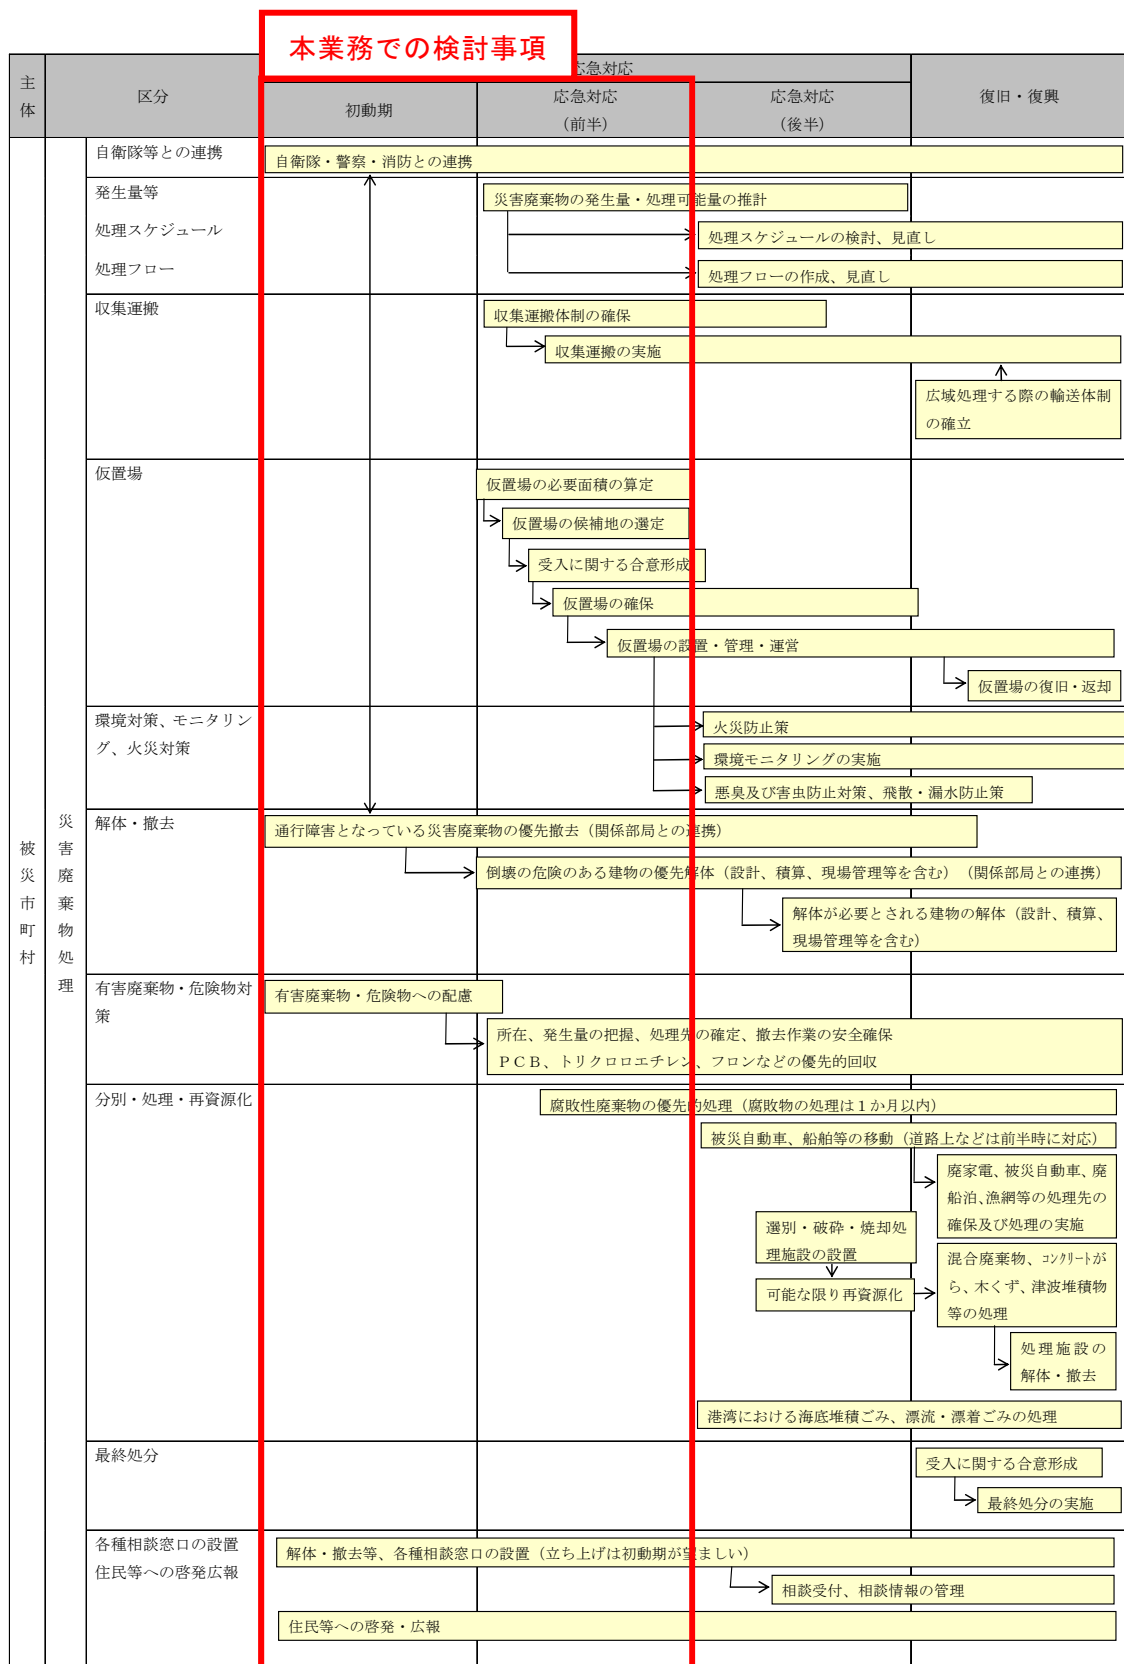 本業務での検討事項
主体
区分
応急対応
初動期
応急対応
（前半）
応急対応
（後半）
復旧・復興
被災市町村
災害廃棄物処理
自衛隊等との連携
自衛隊・警察・消防との連携
発生量等
処理スケジュール
処理フロー
災害廃棄物の発生量・処理可能量の推計
処理スケジュールの検討、見直し
処理フローの作成、見直し
収集運搬
収集運搬体制の確保
収集運搬の実施
広域処理する際の輸送体制
の確立
仮置場
仮置場の必要面積の算定
仮置場の候補地の選定
受入に関する合意形成
仮置場の確保
仮置場の設置・管理・運営
仮置場の復旧・返却
環境対策、モニタリン
グ、火災対策
火災防止策
環境モニタリングの実施
悪臭及び害虫防止対策、飛散・漏水防止策
解体・撤去
通行障害となっている災害廃棄物の優先撤去（関係部局との連携）
倒壊の危険のある建物の優先解体（設計、積算、現場管理等を含む）（関係部局との連携）
解体が必要とされる建物の解体（設計、積算、
現場管理等を含む）
有害廃棄物・危険物対
策
有害廃棄物・危険物への配慮
所在、発生量の把握、処理先の確定、撤去作業の安全確保
ＰＣＢ、トリクロロエチレン、フロンなどの優先的回収
分別・処理・再資源化
腐敗性廃棄物の優先的処理（腐敗物の処理は１か月以内）
被災自動車、船舶等の移動（道路上などは前半時に対応）
廃家電、被災自動車、廃
船泊、漁網等の処理先の
確保及び処理の実施
選別・破砕・焼却処
理施設の設置
可能な限り再資源化
混合廃棄物、コンクリートが
ら、木くず、津波堆積物
等の処理
処理施設の
解体・撤去
港湾における海底堆積ごみ、漂流・漂着ごみの処理
最終処分
受入に関する合意形成
最終処分の実施
各種相談窓口の設置
住民等への啓発広報
解体・撤去等、各種相談窓口の設置（立ち上げは初動期が望ましい）
相談受付、相談情報の管理
住民等への啓発・広報